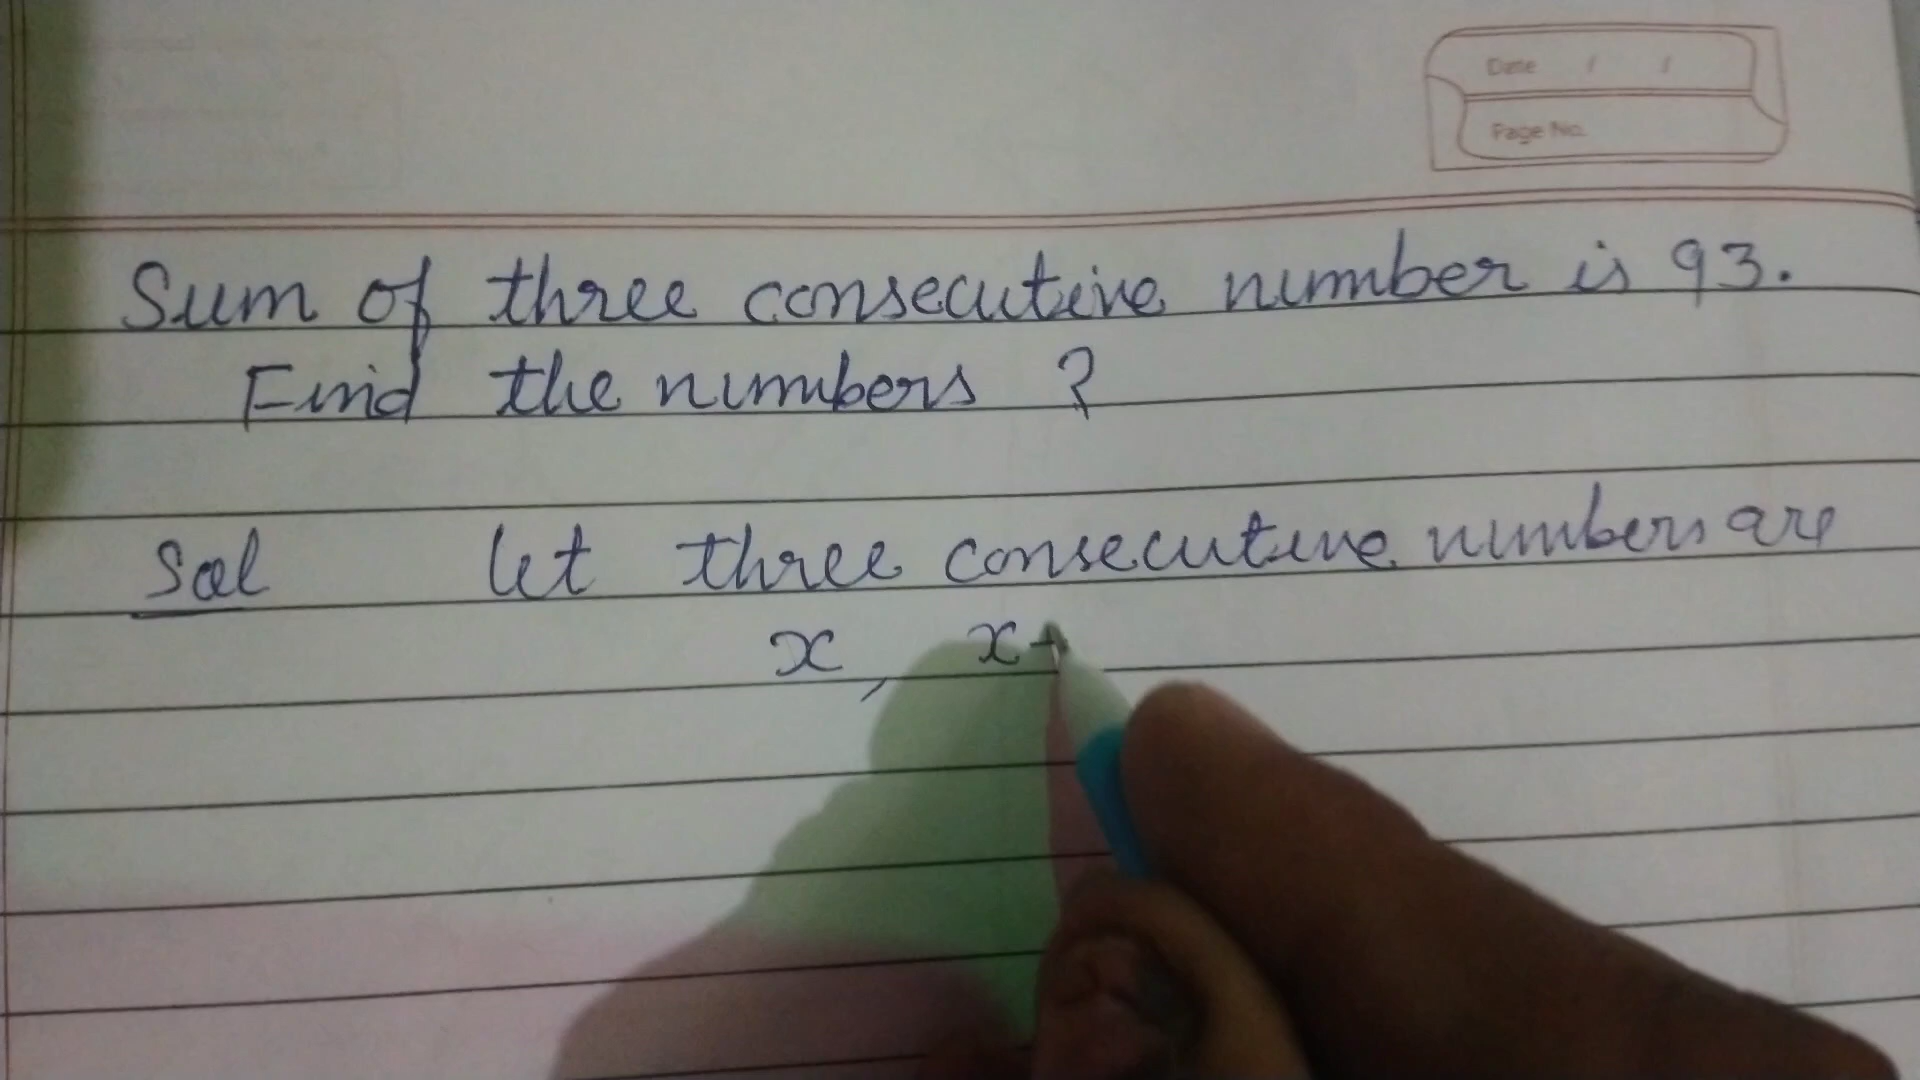 Date / /
Page No.
Sum of three consecutive number is 93.
Find the numbers ?
Sol let three consecutive numbers are
x, x+